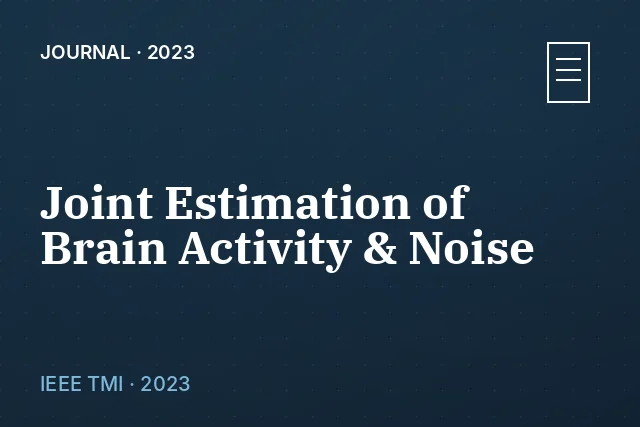 JOURNAL · 2023
Joint Estimation of
Brain Activity & Noise
IEEE TMI · 2023